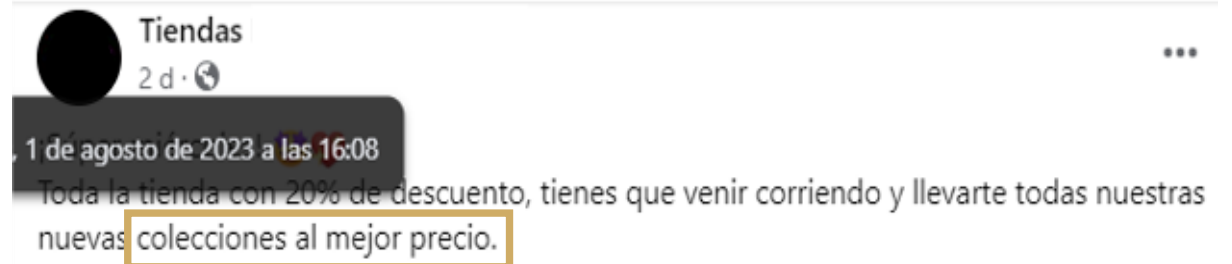 Tiendas
2 d ·
, 1 de agosto de 2023 a las 16:08
Toda la tienda con 20% de descuento, tienes que venir corriendo y llevarte todas nuestras
nuevas colecciones al mejor precio.